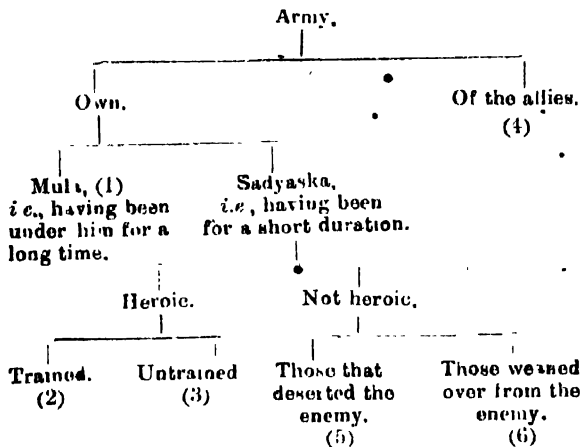 Army.
Own.
Of the allies.
(4)
Mula, (1)
i e., having been
under him for a
long time.
Sadyaska,
i.e, having been
for a short duration.
Heroic.
Not heroic.
Trained.
(2)
Untrained
(3)
Those that
deserted the
enemy.
(5)
Those weaned
over from the
enemy.
(6)